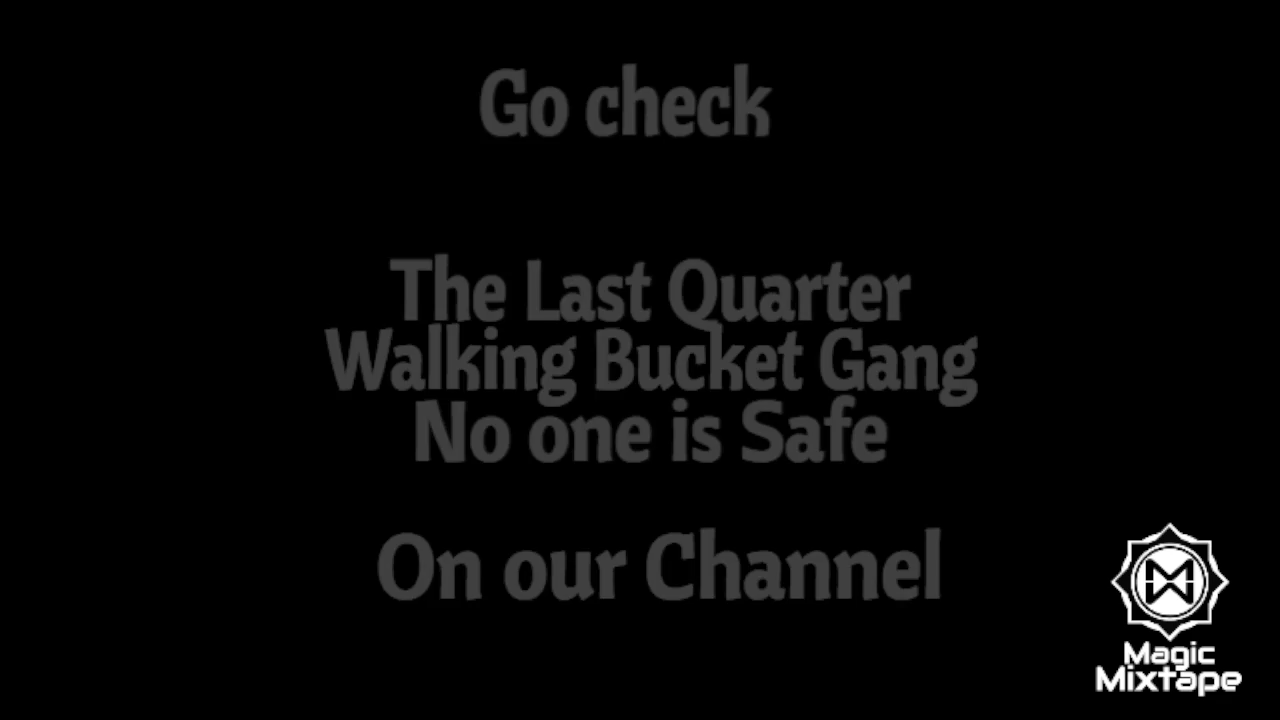 Go check
The Last Quarter
Walking Bucket Gang
No one is Safe
On our Channel
Magic
Mixtape